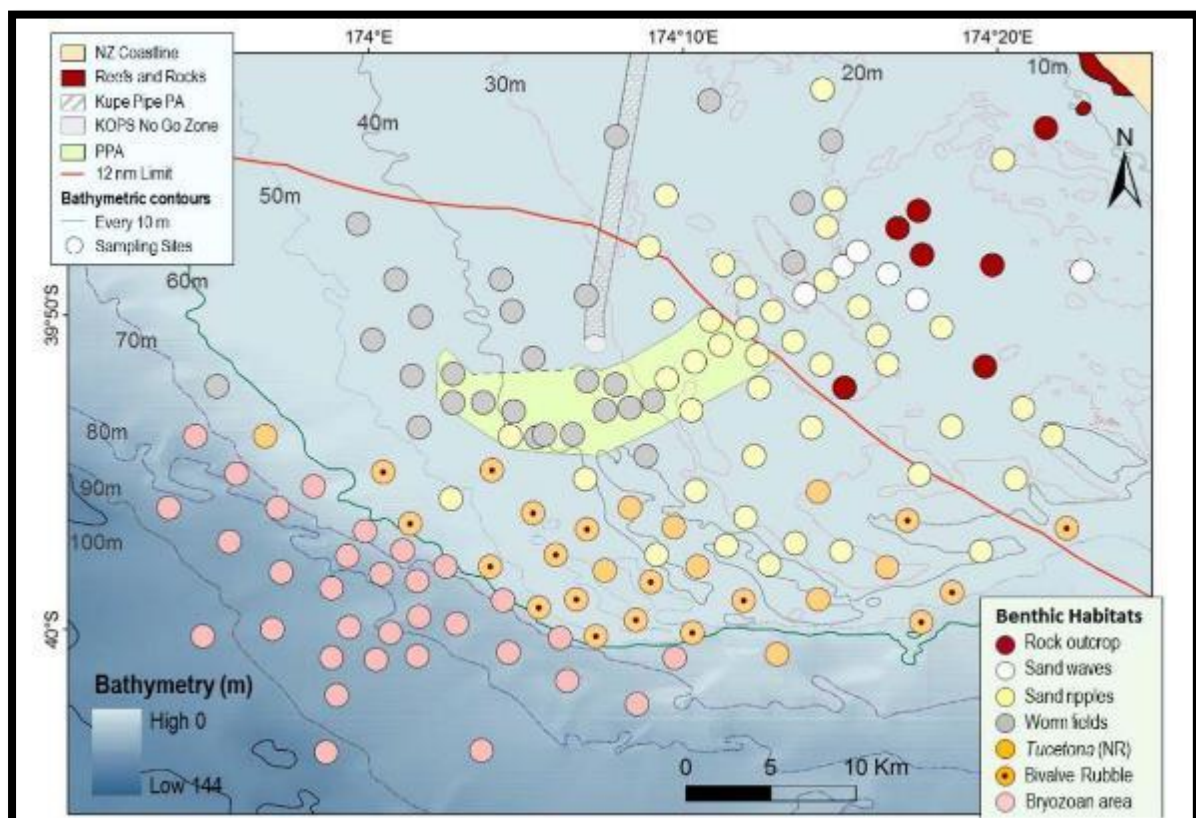 174°E
174°10'E
174°20'E
NZ Coastline
Reefs and Rocks
Kupe Pipe PA
KOPS No Go Zone
PPA
12 nm Limit
Bathymetric contours
Every 10 m
Sampling Sites
10m
20m
30m
40m
50m
60m
70m
80m
90m
100m
N
39°50'S
40°S
Bathymetry (m)
High 0
Low 144
0
5
10 Km
Benthic Habitats
Rock outcrop
Sand waves
Sand ripples
Worm fields
Tucetona (NR)
Bivalve Rubble
Bryozoan area